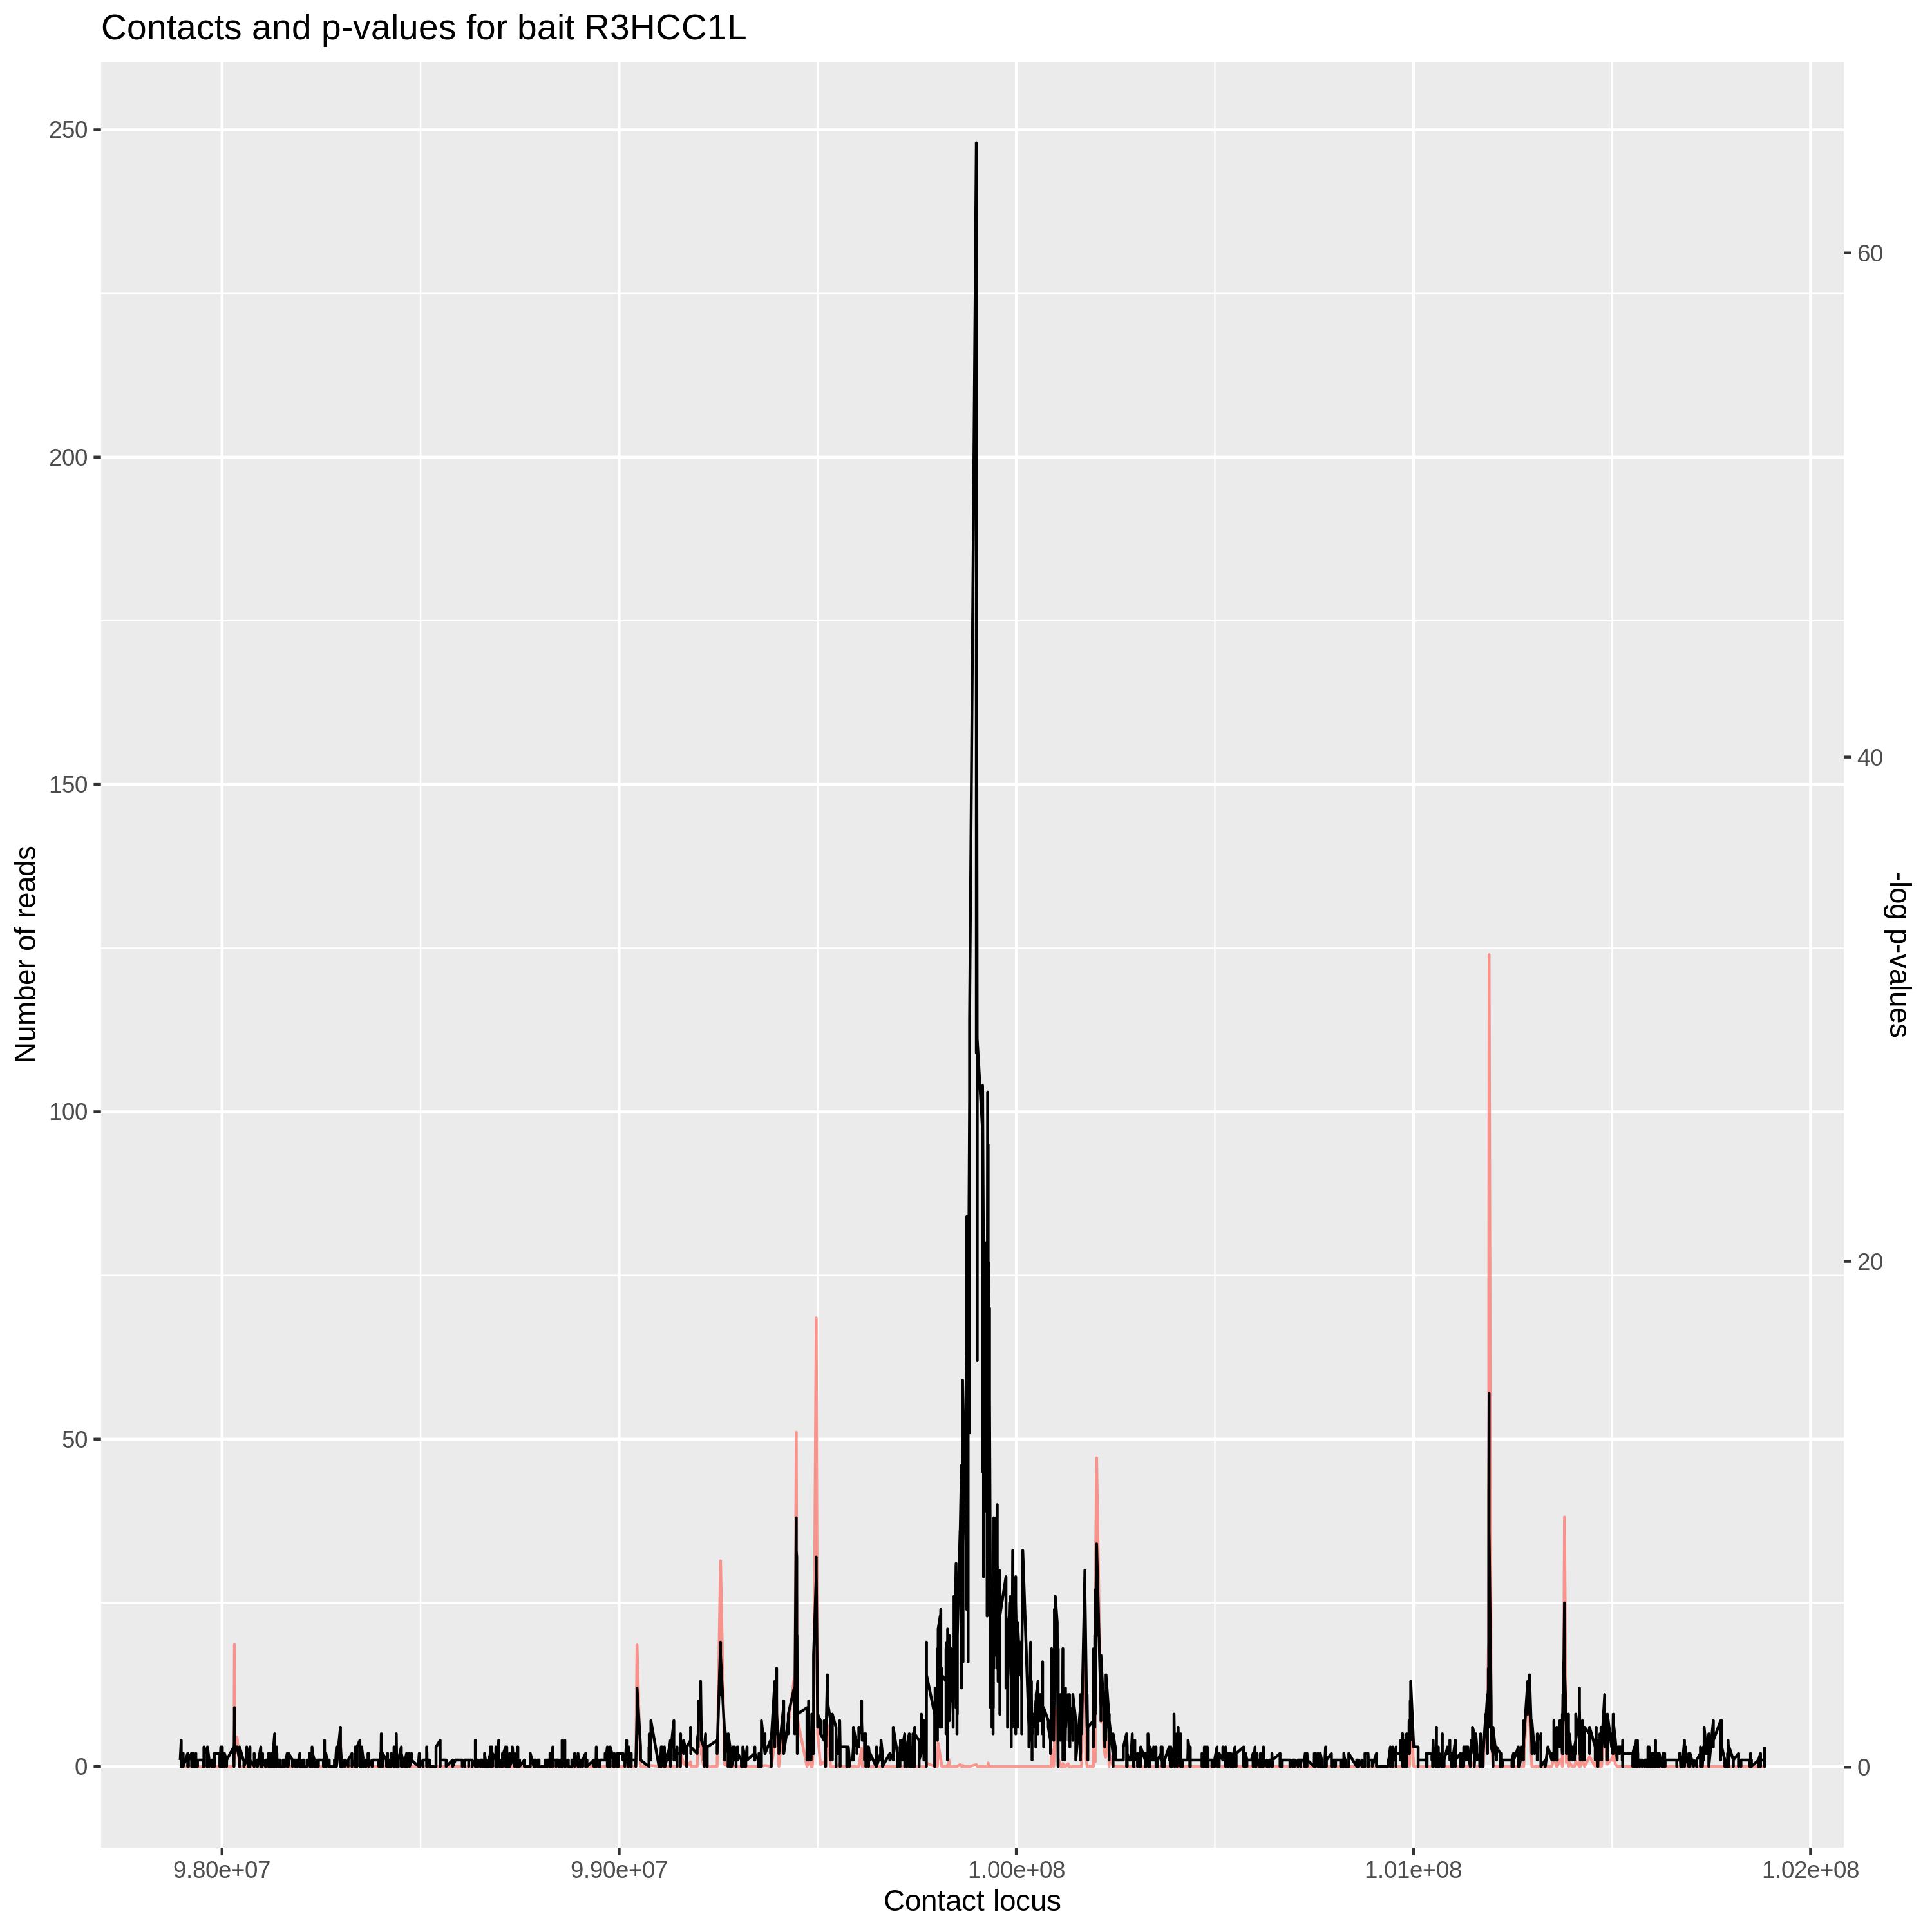 Contacts and p-values for bait R3HCC1L
250
200
150
100
50
0
Number of reads
60
40
20
0
-log p-values
9.80e+07 9.90e+07 1.00e+08 1.01e+08 1.02e+08
Contact locus